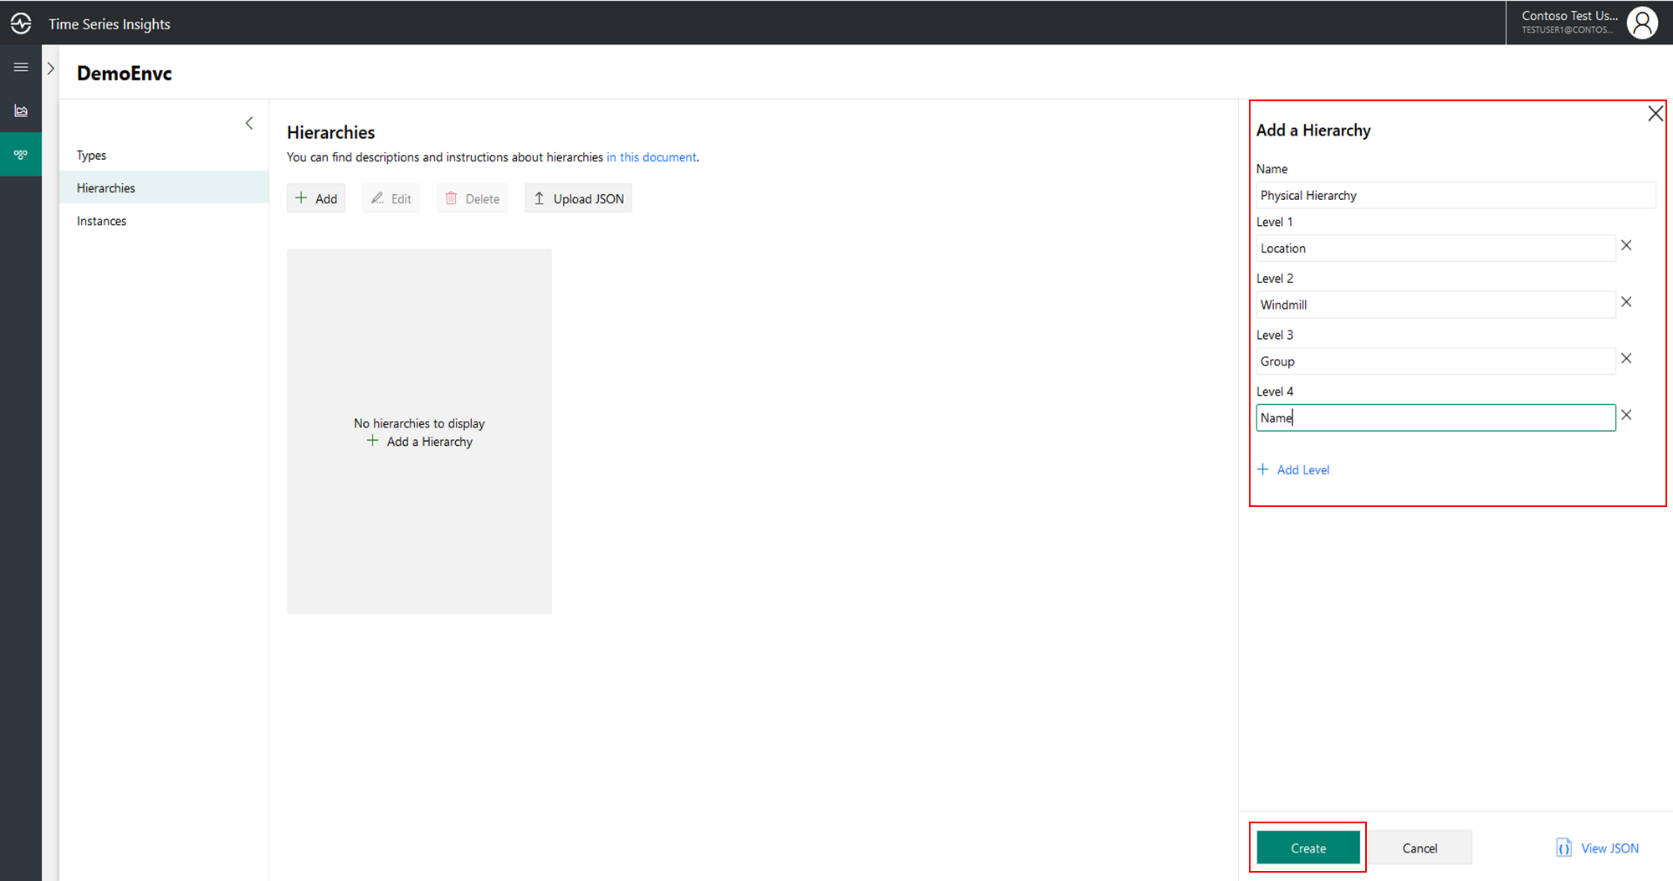 Time Series Insights
Contoso Test Us...
TESTUSER1@CONTOS...
DemoEnvc
Types
Hierarchies
Instances
Hierarchies
You can find descriptions and instructions about hierarchies in this document.
Add
Edit
Delete
Upload JSON
No hierarchies to display
Add a Hierarchy
Add a Hierarchy
Name
Physical Hierarchy
Level 1
Location
Level 2
Windmill
Level 3
Group
Level 4
Name
Add Level
Create
Cancel
View JSON